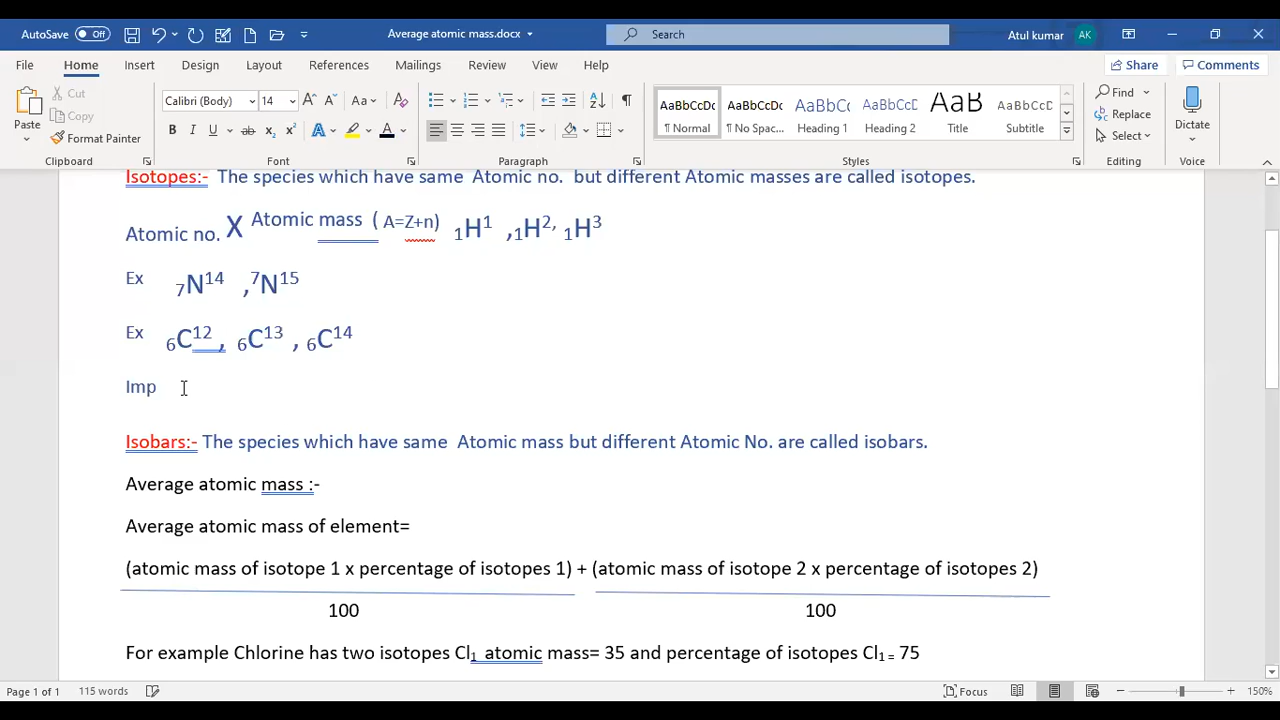 AutoSave Off Average atomic mass.docx Search Atul kumar AK
File Home Insert Design Layout References Mailings Review View Help Share Comments
Paste Cut Copy Format Painter Clipboard
Calibri (Body) 14 Font
Paragraph
AaBbCcDc ¶ Normal AaBbCcDc ¶ No Spac... AaBbCc Heading 1 AaBbCcD Heading 2 AaB Title AaBbCcD Subtitle Styles
Find Replace Select Editing
Dictate Voice
Isotopes:- The species which have same Atomic no. but different Atomic masses are called isotopes.
Atomic no. X Atomic mass ( A=Z+n) ₁H¹ ,₁H², ₁H³
Ex ₇N¹⁴ ,⁷N¹⁵
Ex ₆C¹² , ₆C¹³ , ₆C¹⁴
Imp
Isobars:- The species which have same Atomic mass but different Atomic No. are called isobars.
Average atomic mass :-
Average atomic mass of element=
(atomic mass of isotope 1 x percentage of isotopes 1) + (atomic mass of isotope 2 x percentage of isotopes 2)
100 100
For example Chlorine has two isotopes Cl₁ atomic mass= 35 and percentage of isotopes Cl₁ ₌ 75
Page 1 of 1 115 words Focus 150%